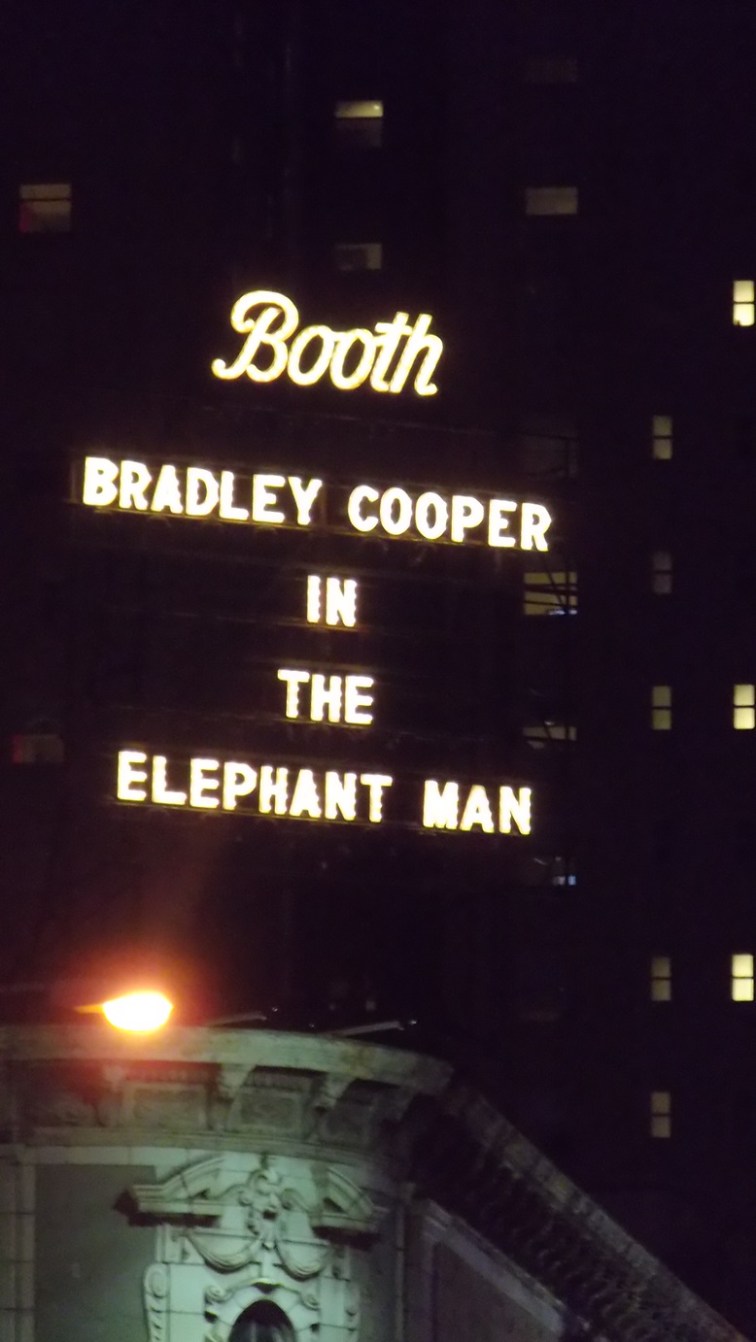 Booth
BRADLEY COOPER
IN
THE
ELEPHANT MAN